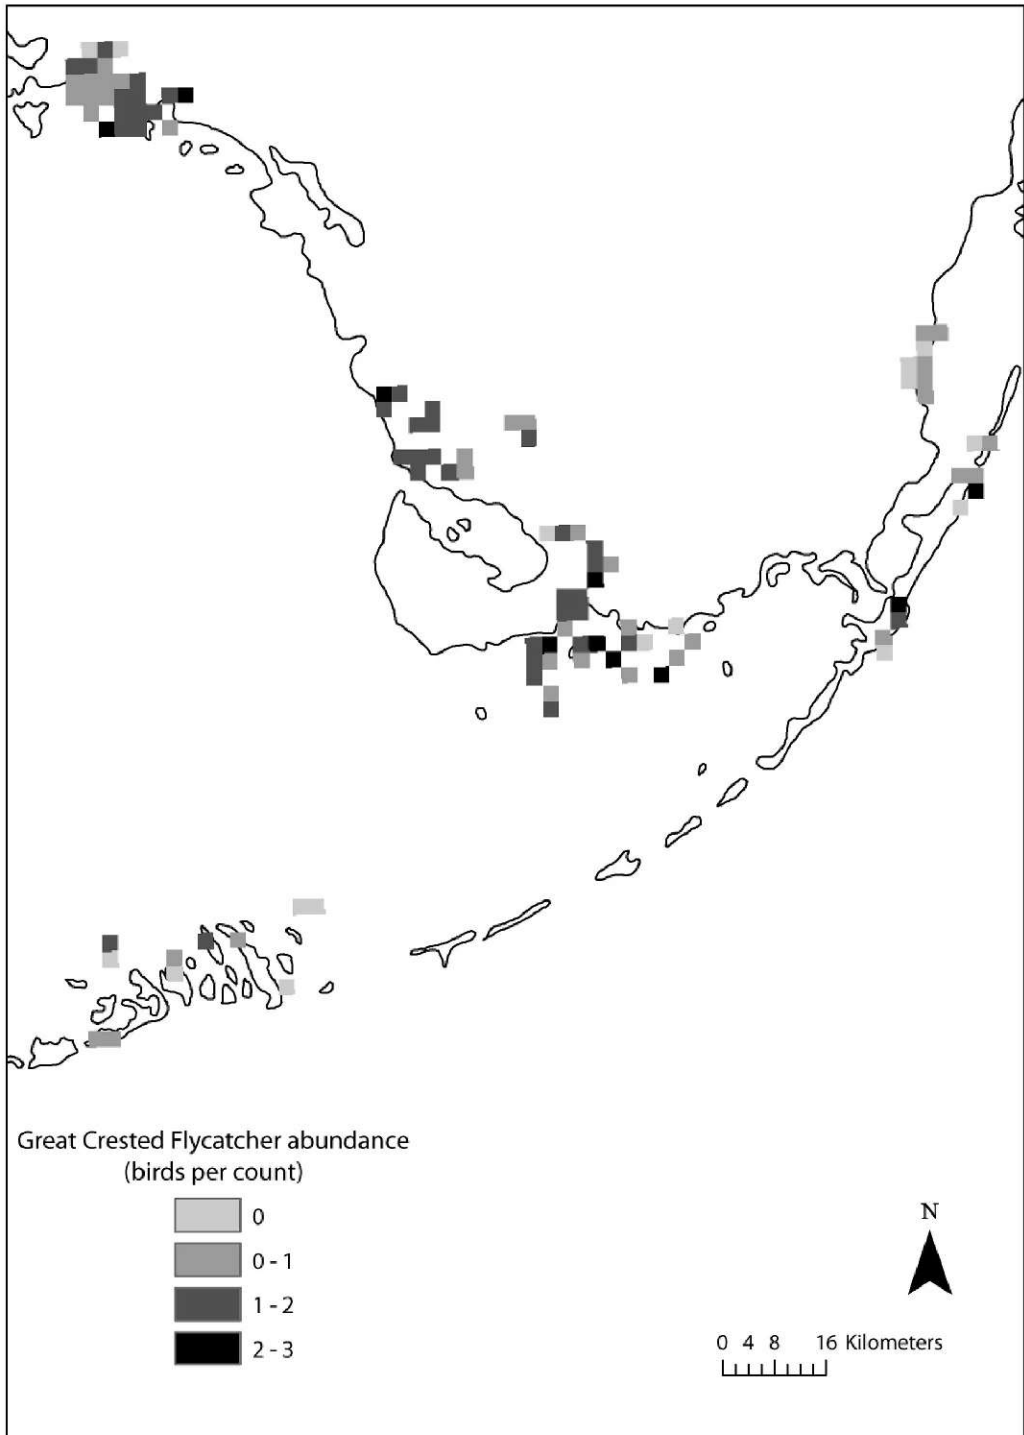 Great Crested Flycatcher abundance
(birds per count)
0
0 - 1
1 - 2
2 - 3
N
0 4 8 16 Kilometers